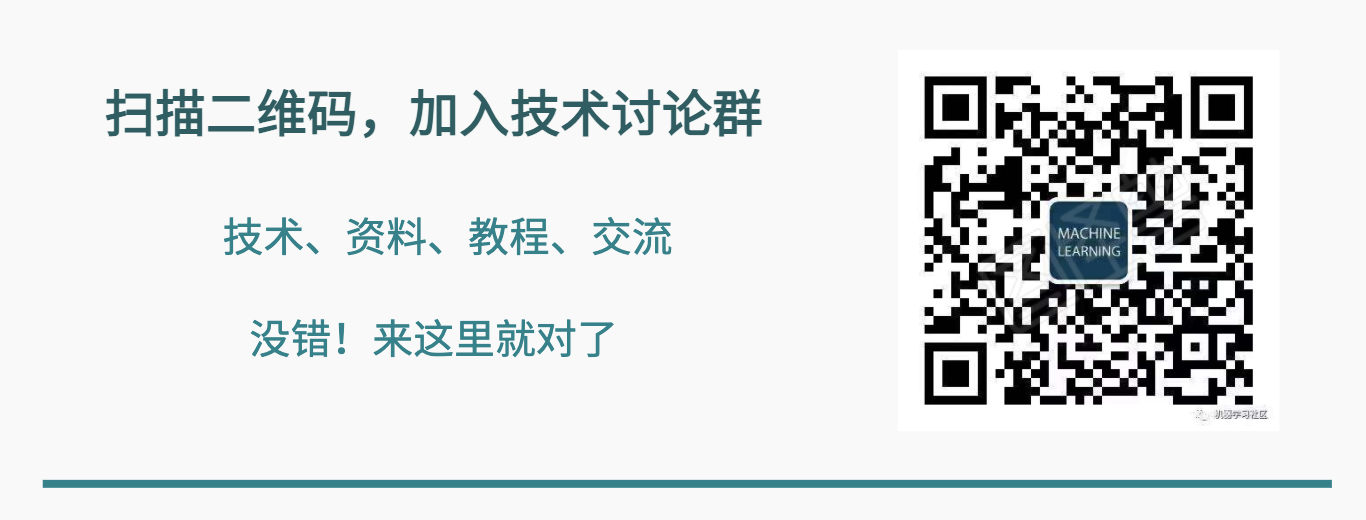 扫描二维码，加入技术讨论群
技术、资料、教程、交流
没错！来这里就对了
MACHINE
LEARNING
机器学习社区